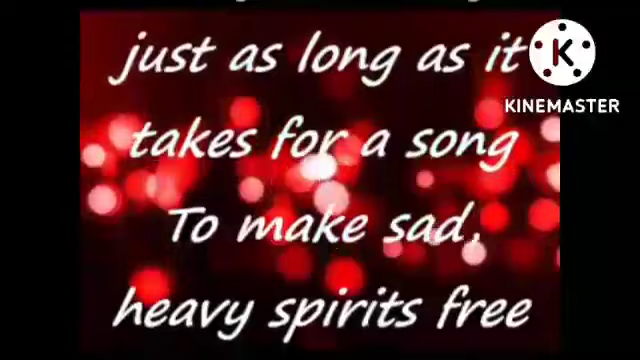 just as long as it
takes for a song
To make sad,
heavy spirits free
KINEMASTER